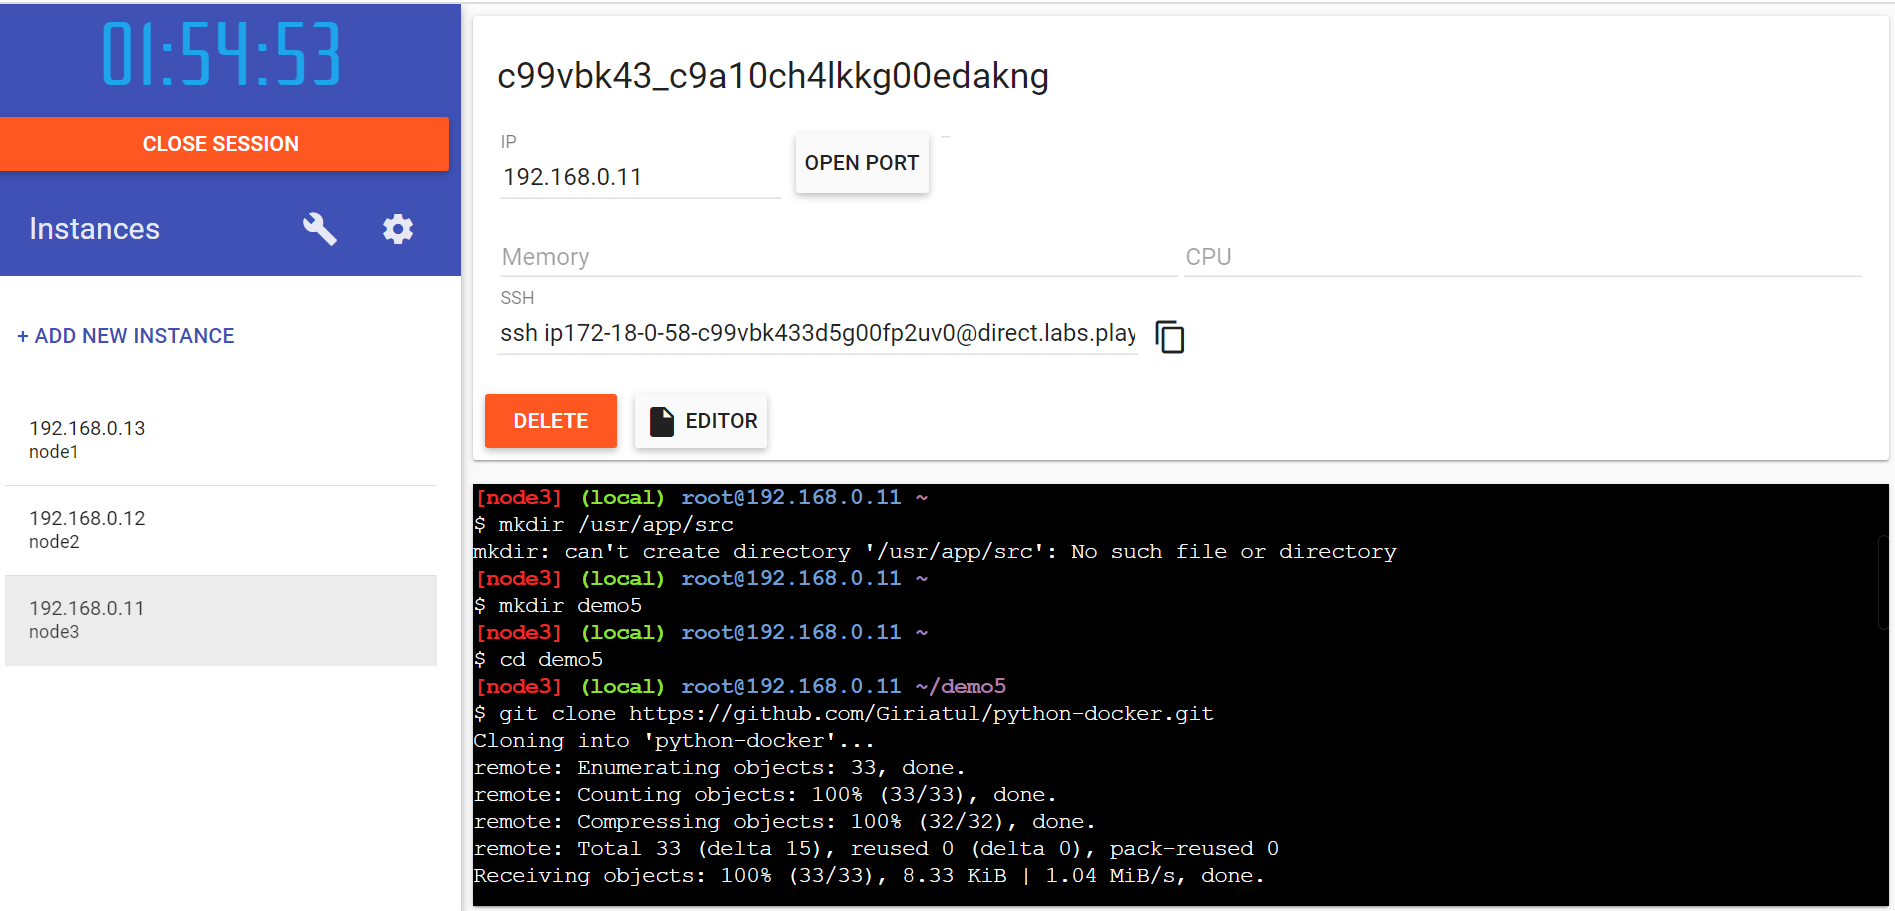 01:54:53
CLOSE SESSION
Instances
+ ADD NEW INSTANCE
192.168.0.13
node1
192.168.0.12
node2
192.168.0.11
node3
c99vbk43_c9a10ch4lkkg00edakng
IP
192.168.0.11
OPEN PORT
Memory
CPU
SSH
ssh ip172-18-0-58-c99vbk433d5g00fp2uv0@direct.labs.play
DELETE
EDITOR
[node3] (local) root@192.168.0.11 ~
$ mkdir /usr/app/src
mkdir: can't create directory '/usr/app/src': No such file or directory
[node3] (local) root@192.168.0.11 ~
$ mkdir demo5
[node3] (local) root@192.168.0.11 ~
$ cd demo5
[node3] (local) root@192.168.0.11 ~/demo5
$ git clone https://github.com/Giriatul/python-docker.git
Cloning into 'python-docker'...
remote: Enumerating objects: 33, done.
remote: Counting objects: 100% (33/33), done.
remote: Compressing objects: 100% (32/32), done.
remote: Total 33 (delta 15), reused 0 (delta 0), pack-reused 0
Receiving objects: 100% (33/33), 8.33 KiB | 1.04 MiB/s, done.